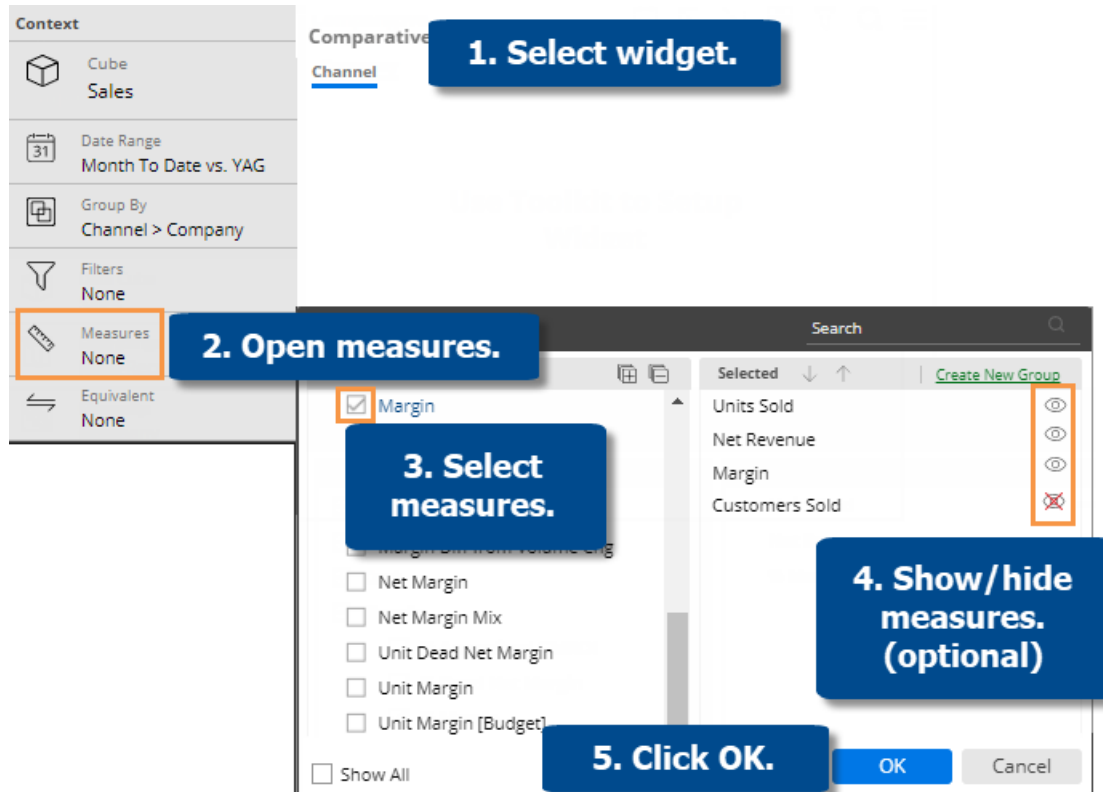 Context
Cube
Sales
31
Date Range
Month To Date vs. YAG
Group By
Channel > Company
Filters
None
Measures
None
Equivalent
None
Comparative
Channel
1. Select widget.
2. Open measures.
Search
Margin
3. Select
measures.
Net Margin
Net Margin Mix
Unit Dead Net Margin
Unit Margin
Unit Margin [Budget]
Show All
Selected
Create New Group
Units Sold
Net Revenue
Margin
Customers Sold
4. Show/hide
measures.
(optional)
5. Click OK.
OK
Cancel